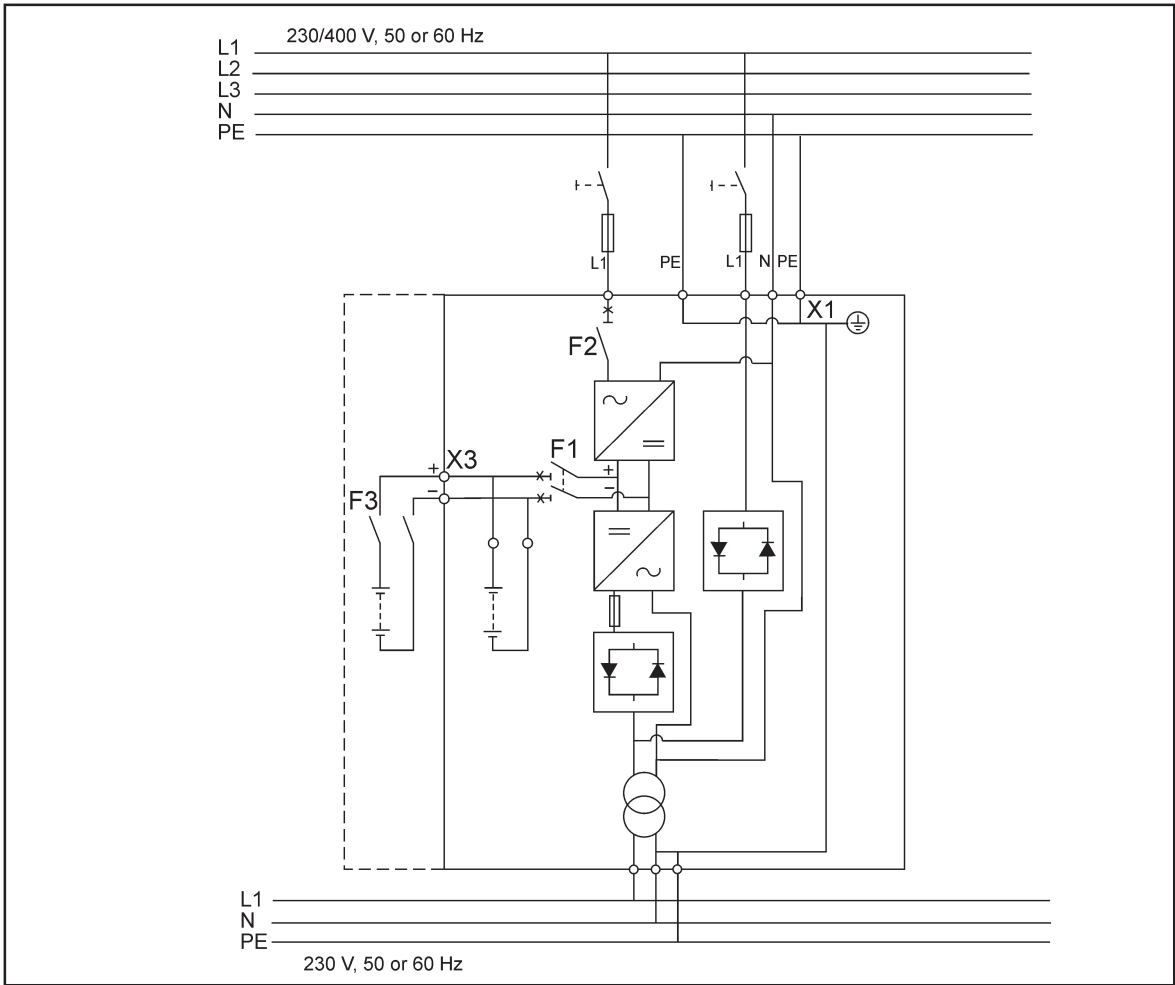 230/400 V, 50 or 60 Hz
L1
L2
L3
N
PE
L1
PE
L1
N
PE
X1
F2
F1
X3
+
+
−
−
F3
L1
N
PE
230 V, 50 or 60 Hz